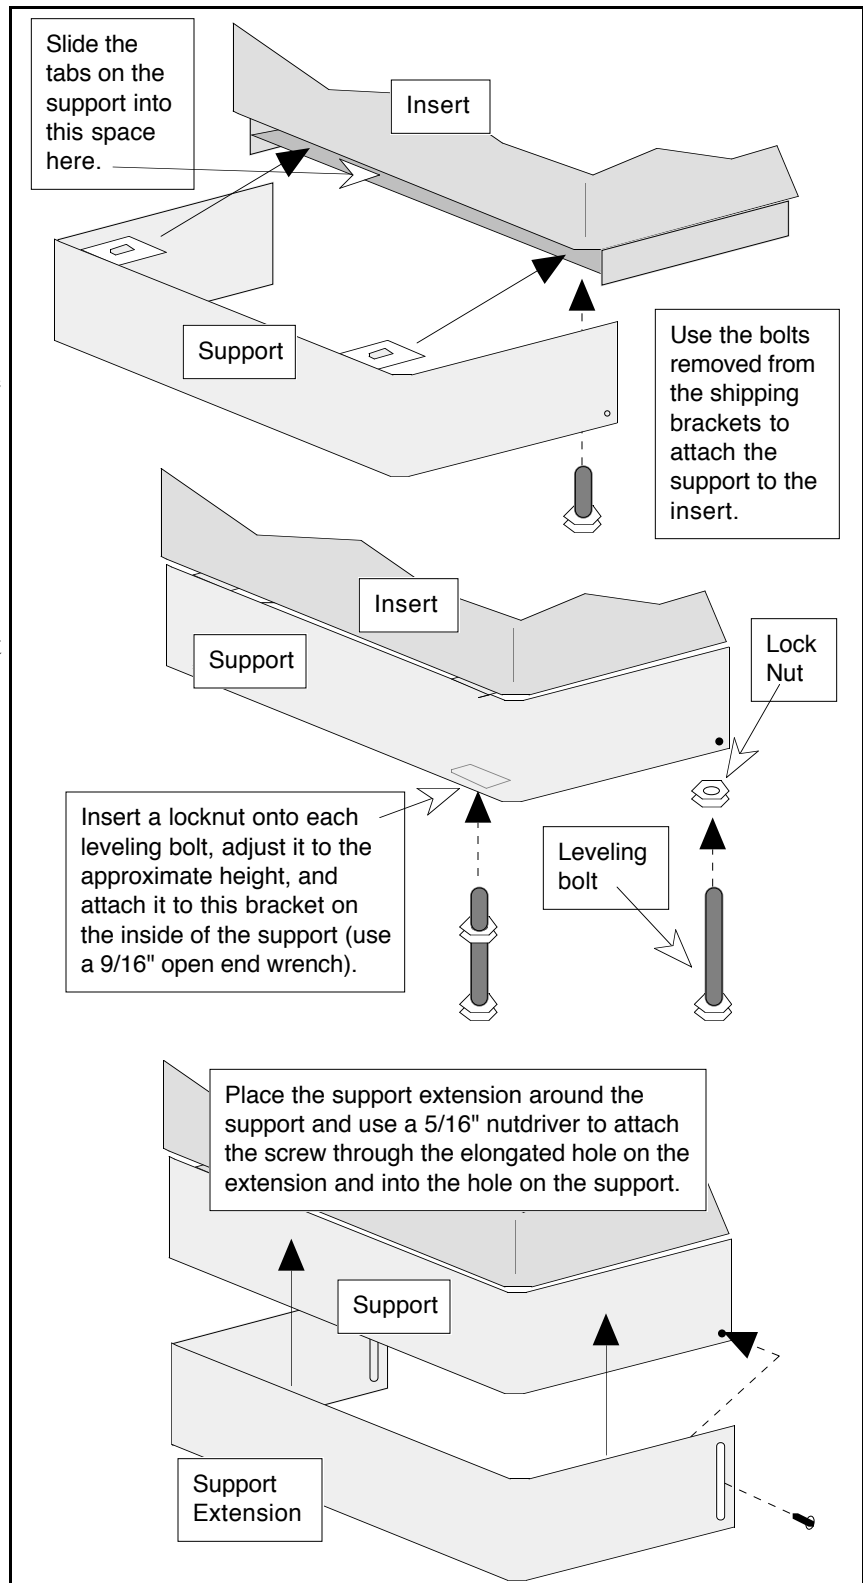 Slide the
tabs on the
support into
this space
here.
Insert
Support
Use the bolts
removed from
the shipping
brackets to
attach the
support to the
insert.
Insert
Support
Lock
Nut
Insert a locknut onto each
leveling bolt, adjust it to the
approximate height, and
attach it to this bracket on
the inside of the support (use
a 9/16" open end wrench).
Leveling
bolt
Place the support extension around the
support and use a 5/16" nutdriver to attach
the screw through the elongated hole on the
extension and into the hole on the support.
Support
Support
Extension